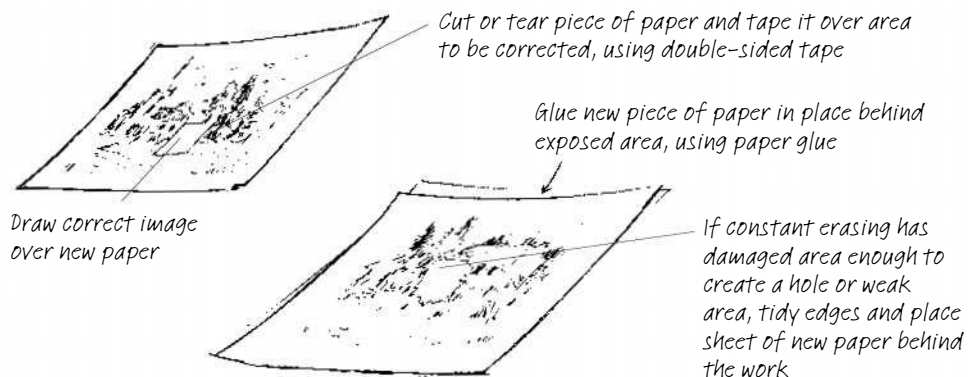 Cut or tear piece of paper and tape it over area
to be corrected, using double-sided tape
Glue new piece of paper in place behind
exposed area, using paper glue
Draw correct image
over new paper
If constant erasing has
damaged area enough to
create a hole or weak
area, tidy edges and place
sheet of new paper behind
the work